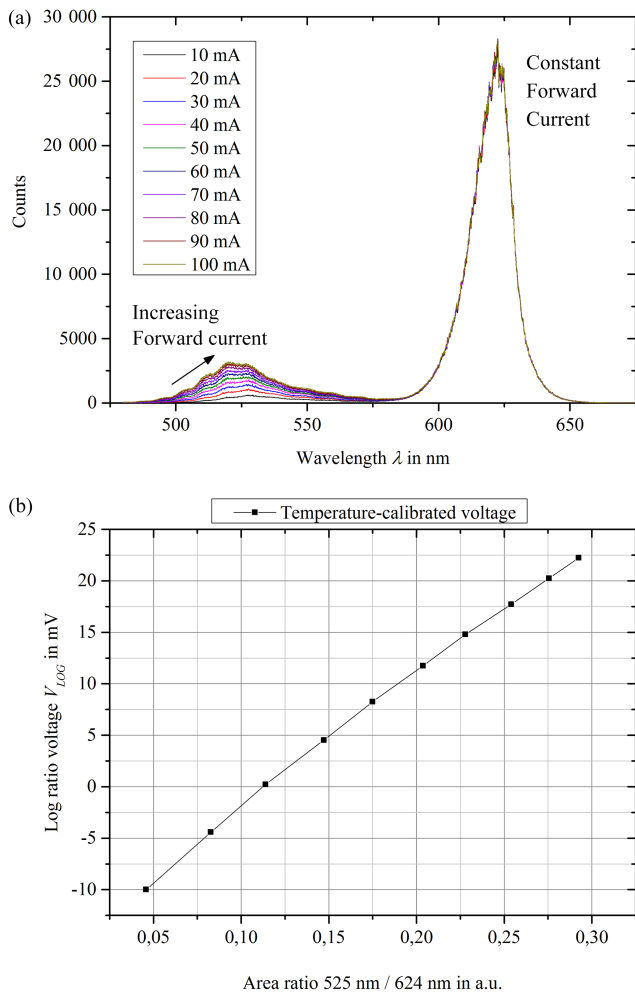 (a)
30 000
25 000
20 000
15 000
10 000
5000
0
Counts
10 mA
20 mA
30 mA
40 mA
50 mA
60 mA
70 mA
80 mA
90 mA
100 mA
Constant
Forward
Current
Increasing
Forward current
500
550
600
650
Wavelength λ in nm
(b)
Temperature-calibrated voltage
25
20
15
10
5
0
-5
-10
Log ratio voltage V_LOG in mV
0,05
0,10
0,15
0,20
0,25
0,30
Area ratio 525 nm / 624 nm in a.u.